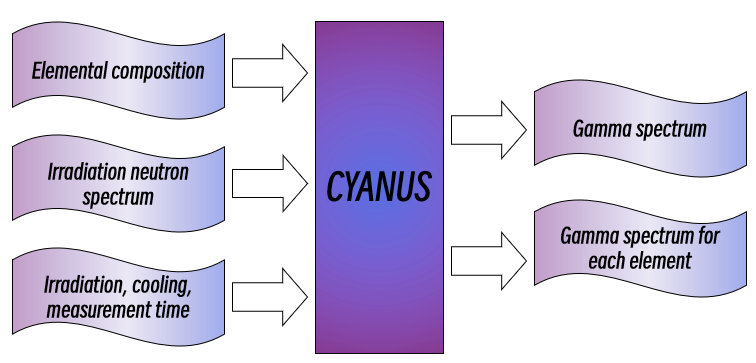 Elemental composition
Irradiation neutron
spectrum
Irradiation, cooling,
measurement time
CYANUS
Gamma spectrum
Gamma spectrum for
each element